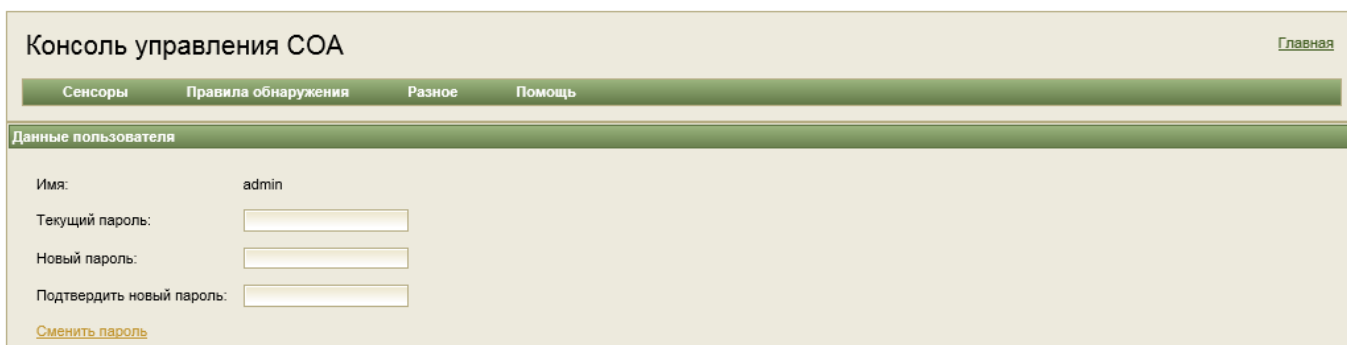 Консоль управления СОА
Главная
Сенсоры Правила обнаружения Разное Помощь
Данные пользователя
Имя: admin
Текущий пароль:
Новый пароль:
Подтвердить новый пароль:
Сменить пароль